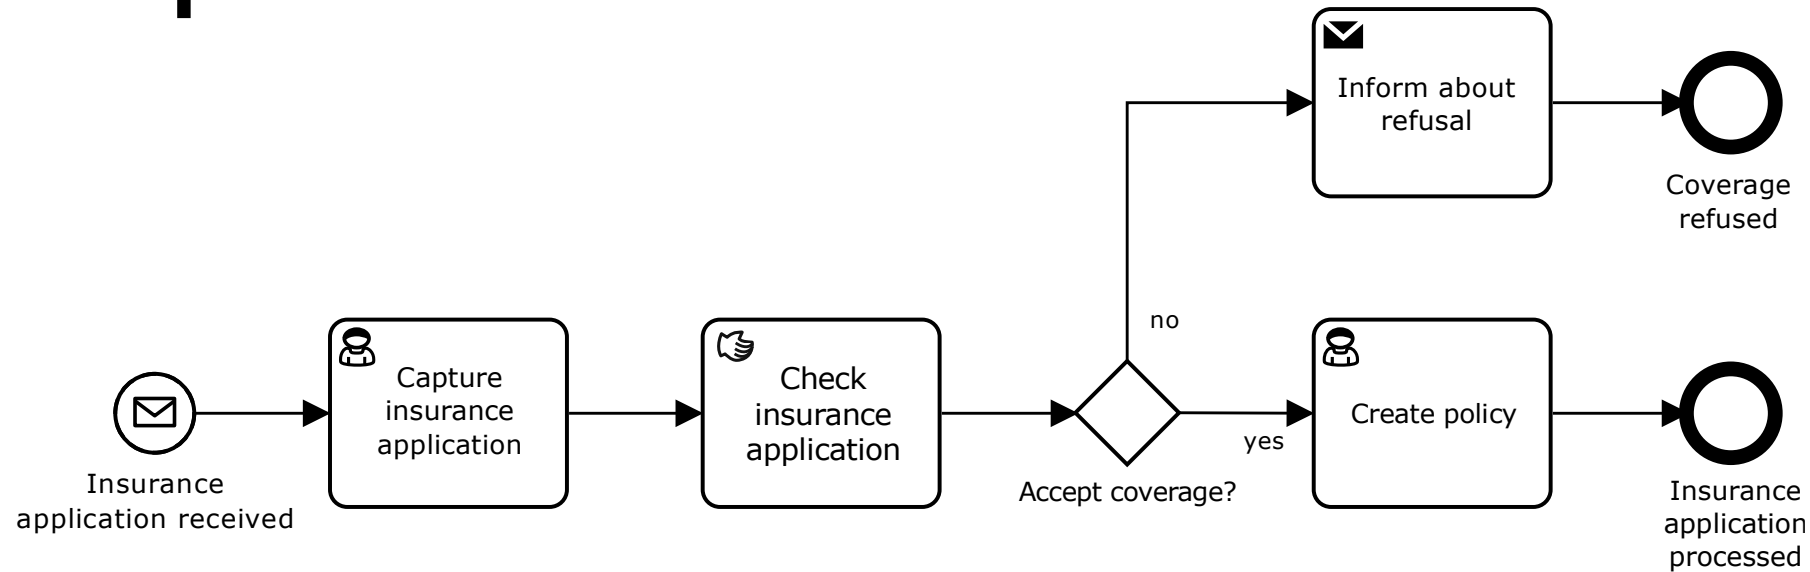 Inform about
refusal
Coverage
refused
no
Capture
insurance
application
Check
insurance
application
Create policy
yes
Insurance
application received
Accept coverage?
Insurance
application
processed